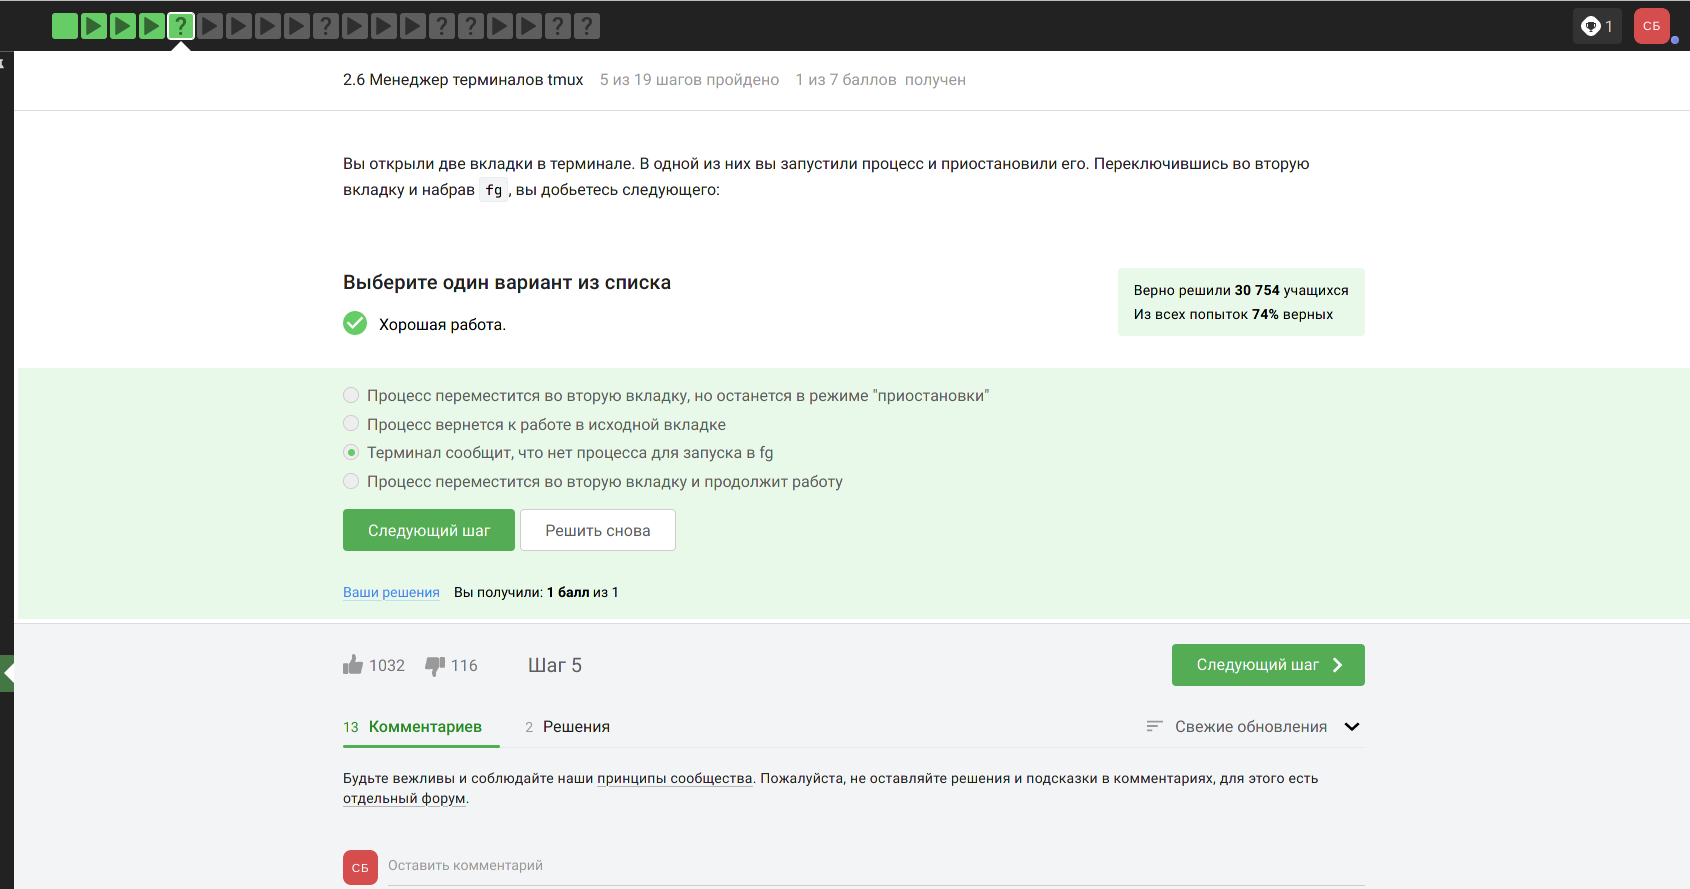 ? ? ? ? ? ?
1
СБ
2.6 Менеджер терминалов tmux 5 из 19 шагов пройдено 1 из 7 баллов получен
Вы открыли две вкладки в терминале. В одной из них вы запустили процесс и приостановили его. Переключившись во вторую
вкладку и набрав fg, вы добьетесь следующего:
Выберите один вариант из списка
Хорошая работа.
Верно решили 30 754 учащихся
Из всех попыток 74% верных
Процесс переместится во вторую вкладку, но останется в режиме "приостановки"
Процесс вернется к работе в исходной вкладке
Терминал сообщит, что нет процесса для запуска в fg
Процесс переместится во вторую вкладку и продолжит работу
Следующий шаг Решить снова
Ваши решения Вы получили: 1 балл из 1
1032 116 Шаг 5 Следующий шаг
13 Комментариев 2 Решения Свежие обновления
Будьте вежливы и соблюдайте наши принципы сообщества. Пожалуйста, не оставляйте решения и подсказки в комментариях, для этого есть
отдельный форум.
СБ Оставить комментарий